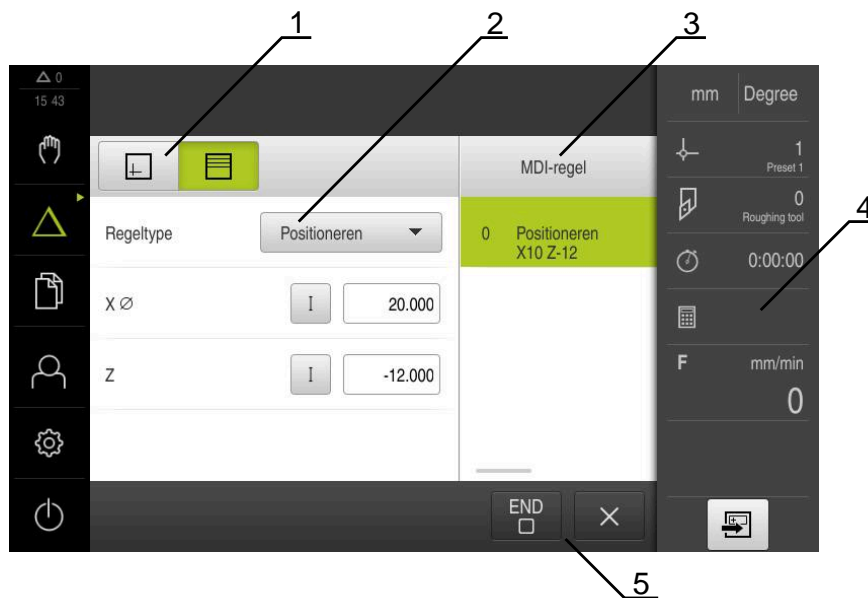 1
2
3
0
15 43
mm
Degree
1
Preset 1
MDI-regel
0
Roughing tool
4
Regeltype
Positioneren
0 Positioneren
X10 Z-12
0:00:00
X Ø
I
20.000
F
mm/min
0
Z
I
-12.000
END
5